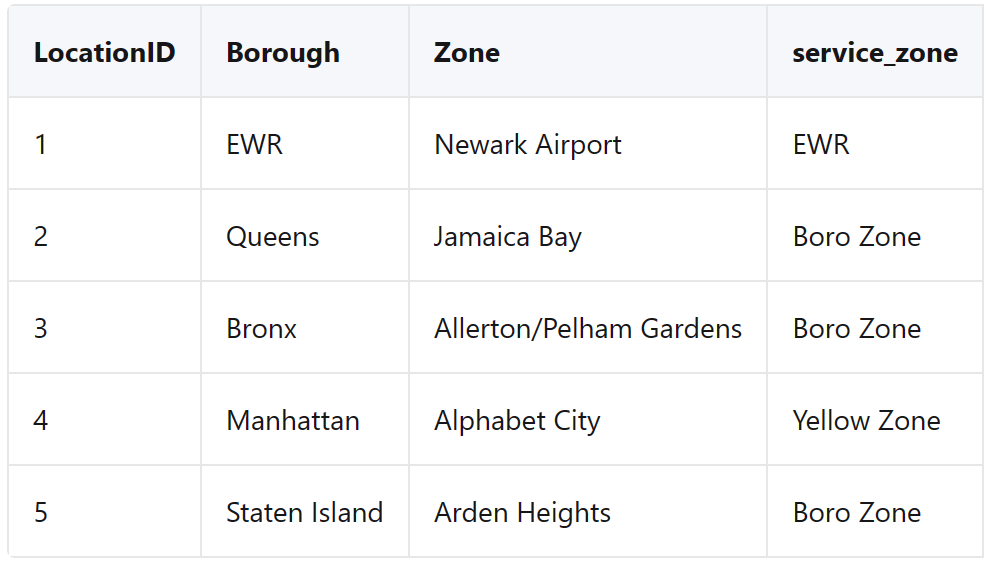 LocationID Borough Zone service_zone
1 EWR Newark Airport EWR
2 Queens Jamaica Bay Boro Zone
3 Bronx Allerton/Pelham Gardens Boro Zone
4 Manhattan Alphabet City Yellow Zone
5 Staten Island Arden Heights Boro Zone